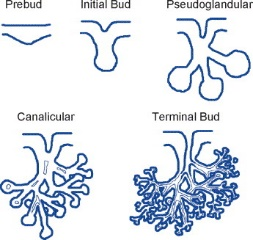 Prebud
Initial Bud
Pseudoglandular
Canalicular
Terminal Bud